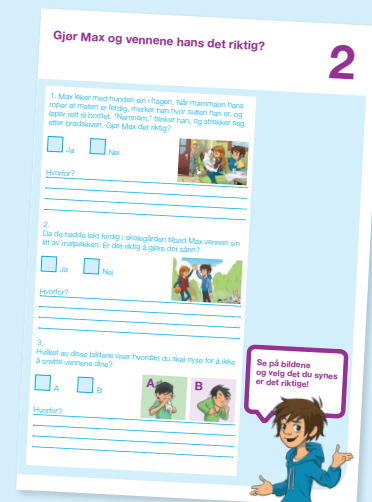 Gjør Max og vennene hans det riktig?
2
1. Max leker med hunden sin i hagen. Når mammaen hans
roper at maten er ferdig, merker han hvor sulten han er, og
løper rett til bordet. "Namnam," tenker han, og strekker seg
etter brødskiven. Gjør Max det riktig?
Ja
Nei
Hvorfor?
2.
Da de hadde lekt ferdig i skolegården tilbød Max vennen sin
litt av matpakken. Er det riktig å gjøre det sånn?
Ja
Nei
Hvorfor?
3.
Hvilket av disse bildene viser hvordan du skal nyse for å ikke
å smitte vennene dine?
A
B
A
B
Hvorfor?
Se på bildene
og velg det du synes
er det riktige!